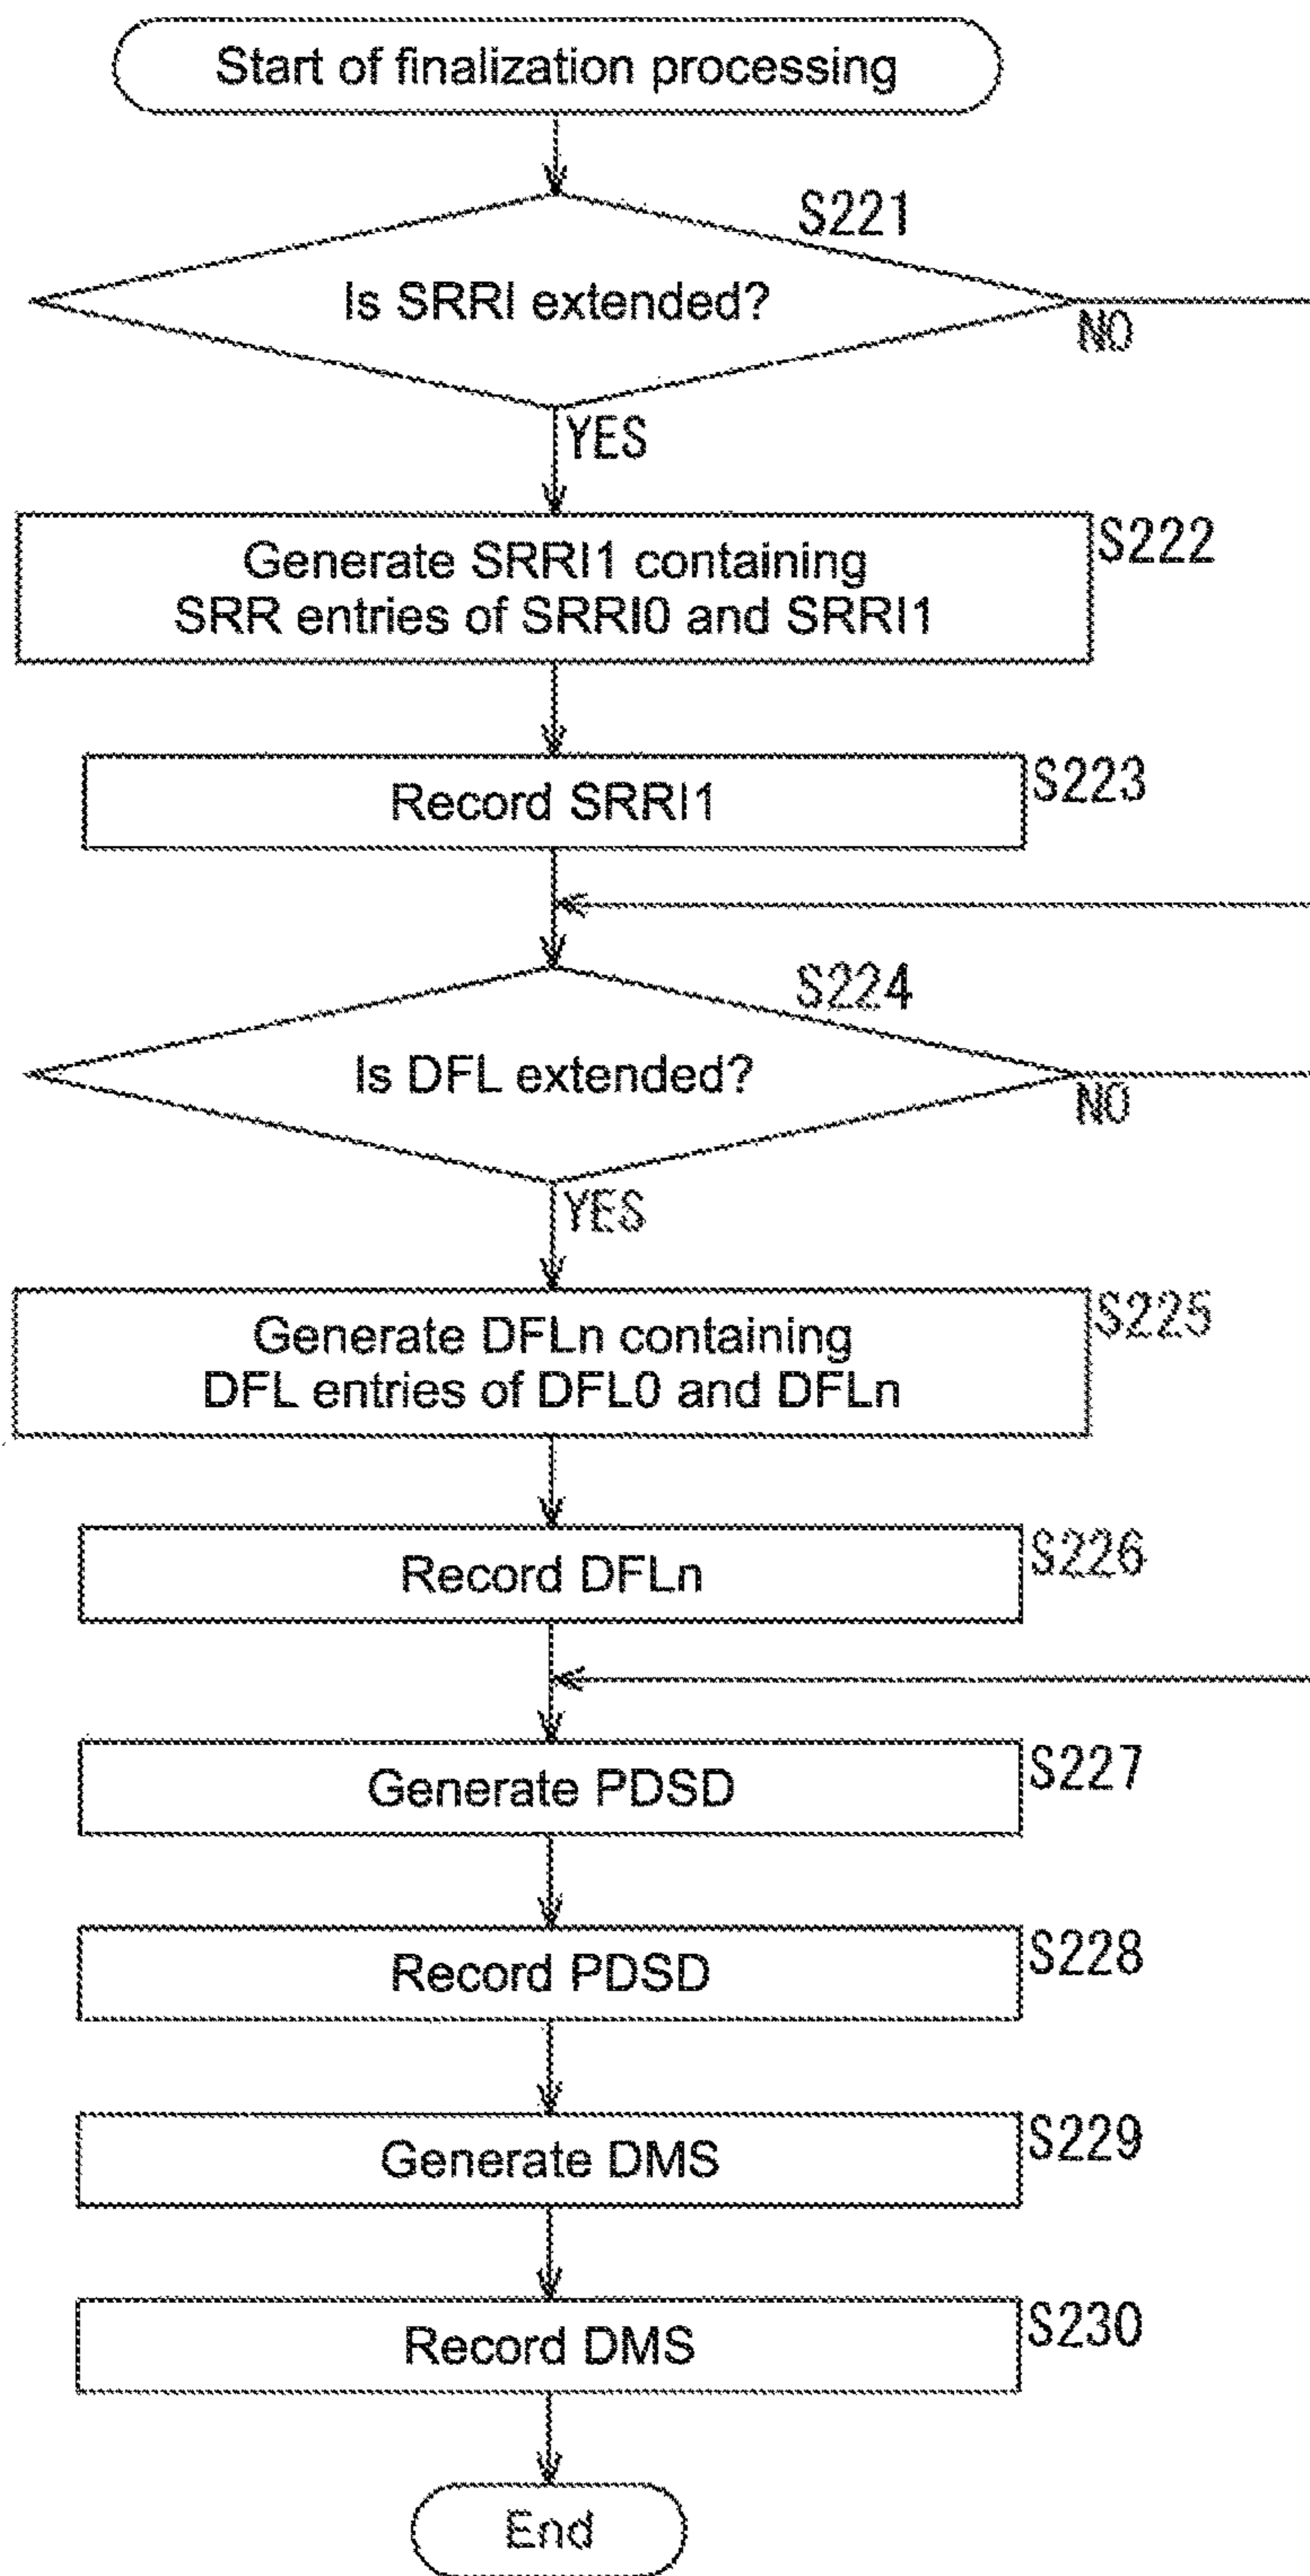 Start of finalization processing
S221
Is SRRI extended?
NO
YES
S222
Generate SRRI1 containing
SRR entries of SRRI0 and SRRI1
S223
Record SRRI1
S224
Is DFL extended?
NO
YES
S225
Generate DFLn containing
DFL entries of DFL0 and DFLn
S226
Record DFLn
S227
Generate PDSD
S228
Record PDSD
S229
Generate DMS
S230
Record DMS
End